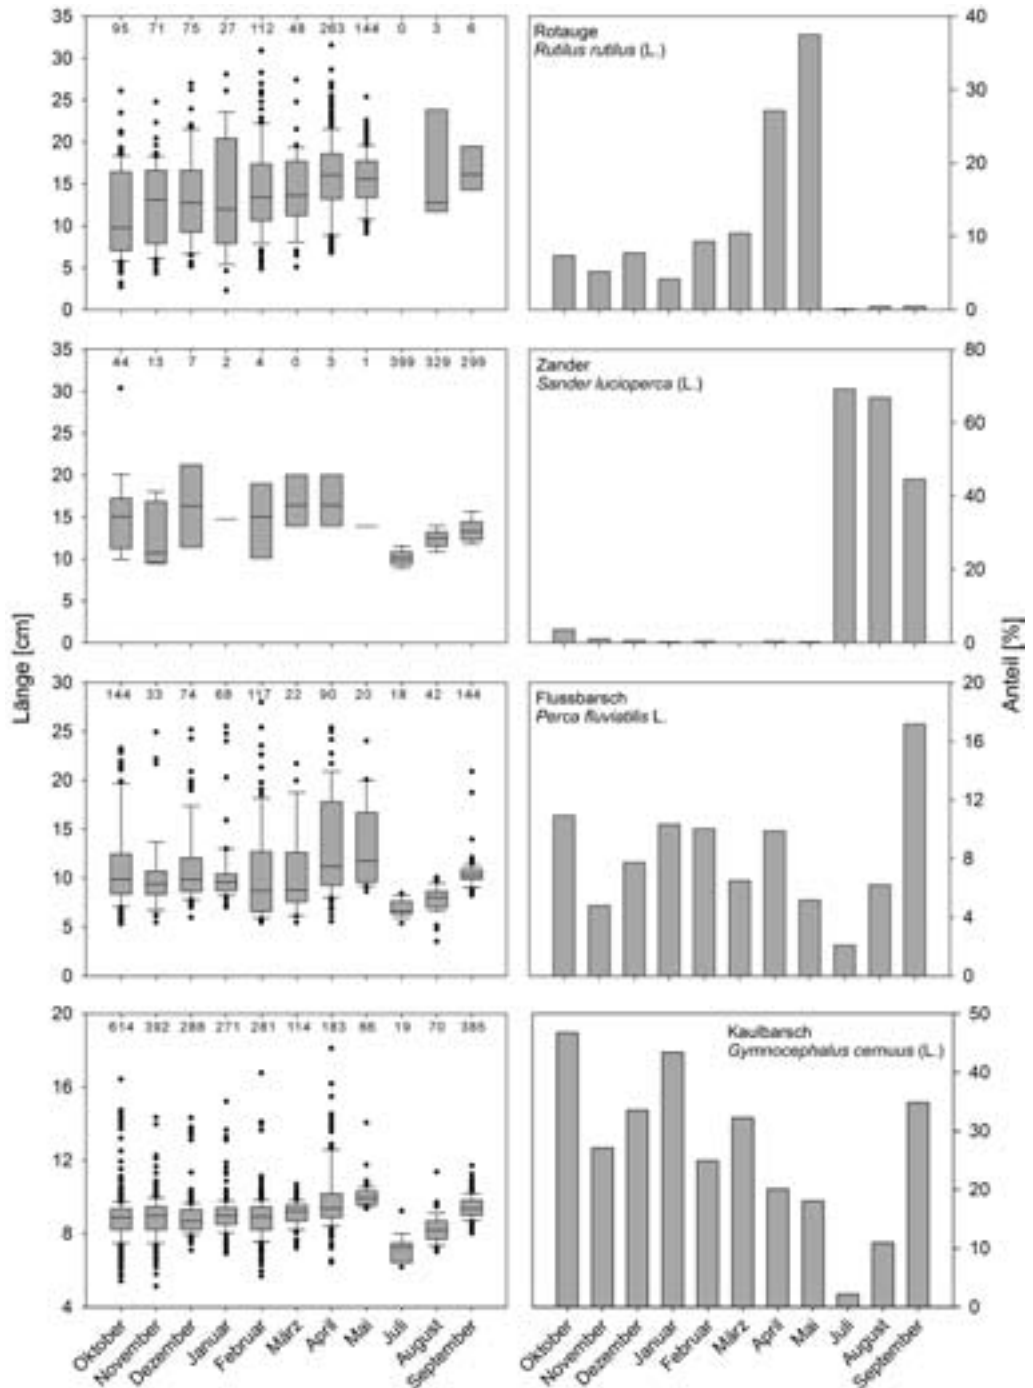 35 95 71 75 27 112 48 263 144 0 3 6
30
25
20
15
10
5
0
Rotauge
Rutilus rutilus (L.)
40
30
20
10
0
35 44 13 7 2 4 0 3 1 399 329 299
30
25
20
15
10
5
0
Zander
Sander lucioperca (L.)
80
60
40
20
0
Länge [cm]
Anteil [%]
30 144 33 74 68 117 22 90 20 18 42 144
25
20
15
10
5
0
Flussbarsch
Perca fluviatilis L.
20
16
12
8
4
0
20 614 392 288 271 281 114 183 19 70 385
16
12
8
4
Kaulbarsch
Gymnocephalus cernuus (L.)
50
40
30
20
10
0
Oktober
November
Dezember
Januar
Februar
März
April
Mai
Juli
August
September
Oktober
November
Dezember
Januar
Februar
März
April
Mai
Juli
August
September